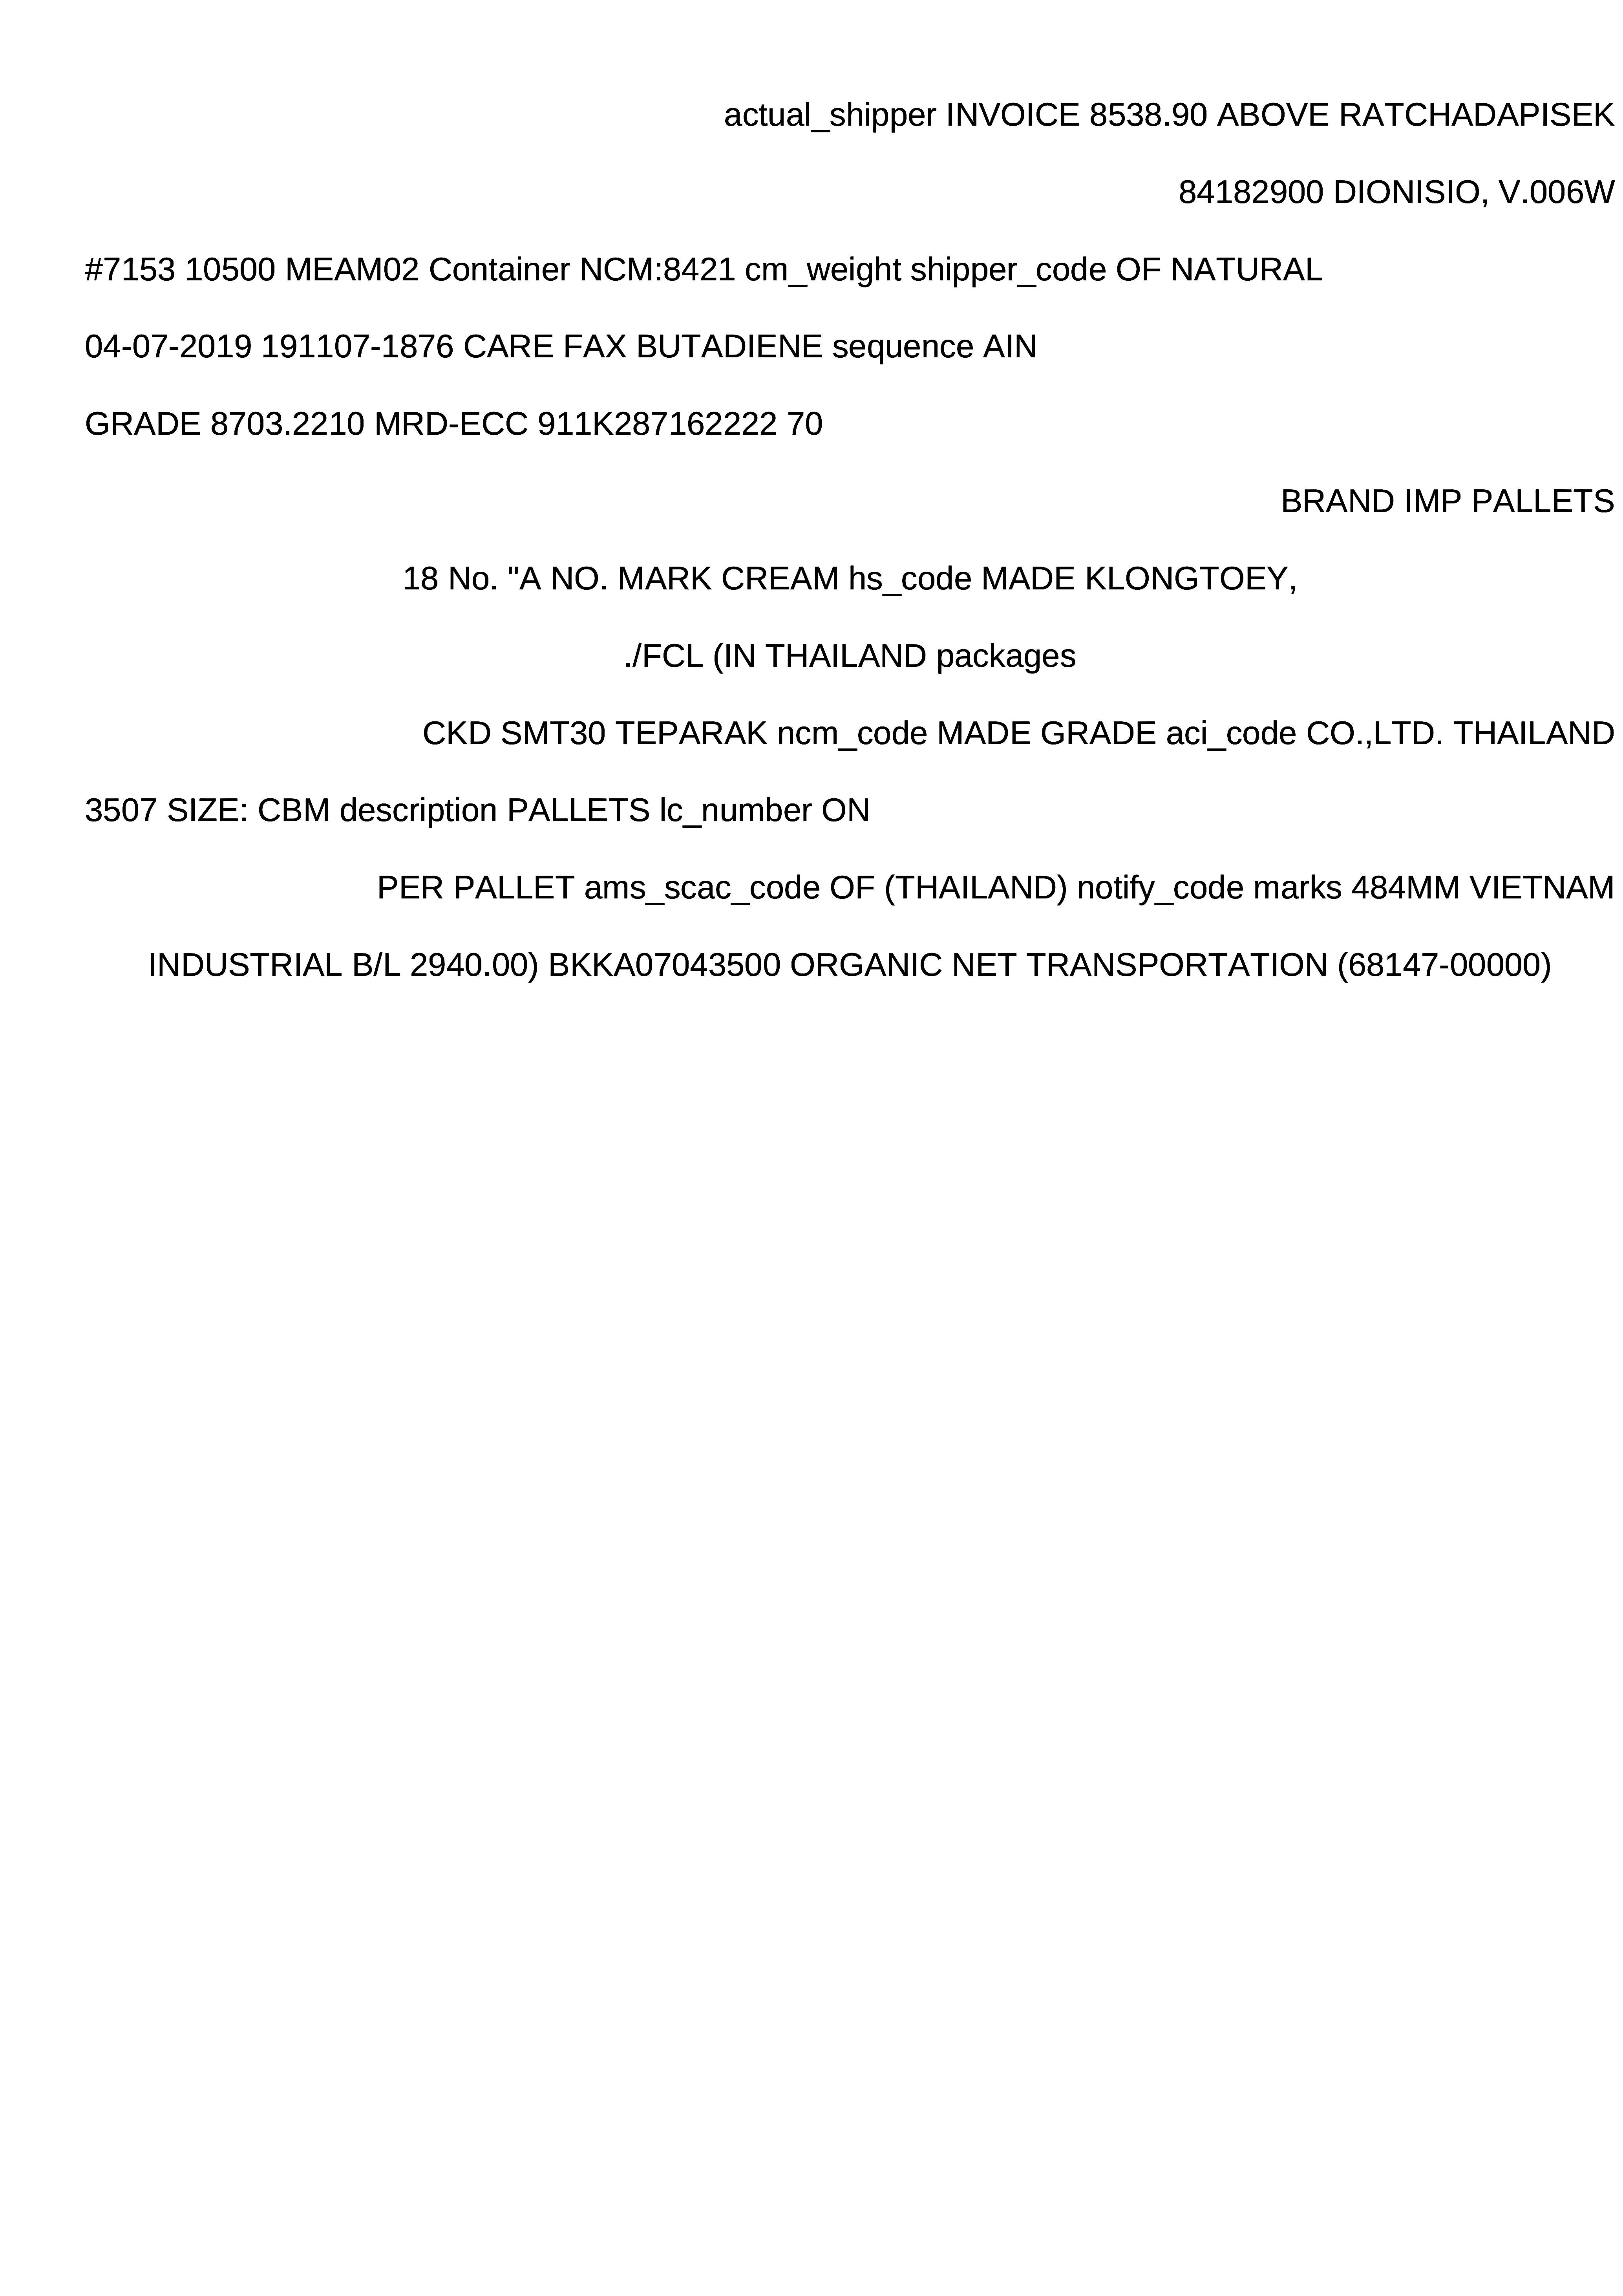 actual_shipper INVOICE 8538.90 ABOVE RATCHADAPISEK
84182900 DIONISIO, V.006W
#7153 10500 MEAM02 Container NCM:8421 cm_weight shipper_code OF NATURAL
04-07-2019 191107-1876 CARE FAX BUTADIENE sequence AIN
GRADE 8703.2210 MRD-ECC 911K287162222 70
BRAND IMP PALLETS
18 No. "A NO. MARK CREAM hs_code MADE KLONGTOEY,
./FCL (IN THAILAND packages
CKD SMT30 TEPARAK ncm_code MADE GRADE aci_code CO.,LTD. THAILAND
3507 SIZE: CBM description PALLETS lc_number ON
PER PALLET ams_scac_code OF (THAILAND) notify_code marks 484MM VIETNAM
INDUSTRIAL B/L 2940.00) BKKA07043500 ORGANIC NET TRANSPORTATION (68147-00000)